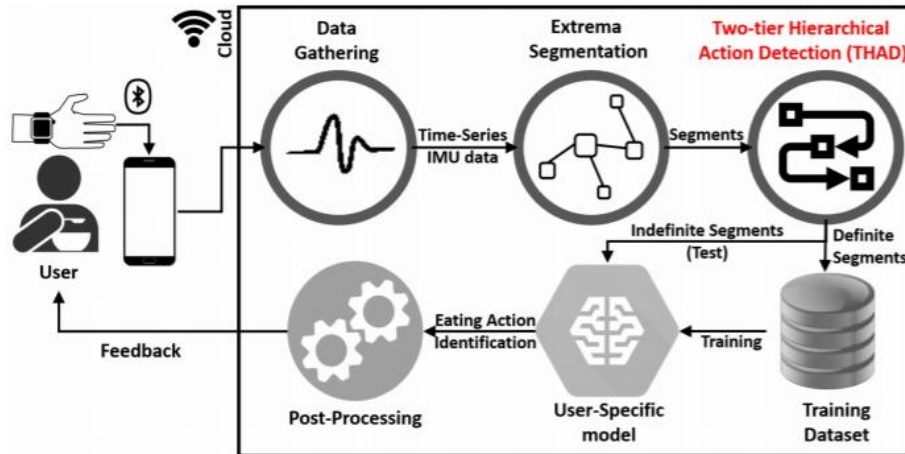 Cloud
Data
Gathering
Extrema
Segmentation
Two-tier Hierarchical
Action Detection (THAD)
Time-Series
IMU data
Segments
User
Indefinite Segments
(Test)
Definite
Segments
Feedback
Eating Action
Identification
Training
Post-Processing
User-Specific
model
Training
Dataset